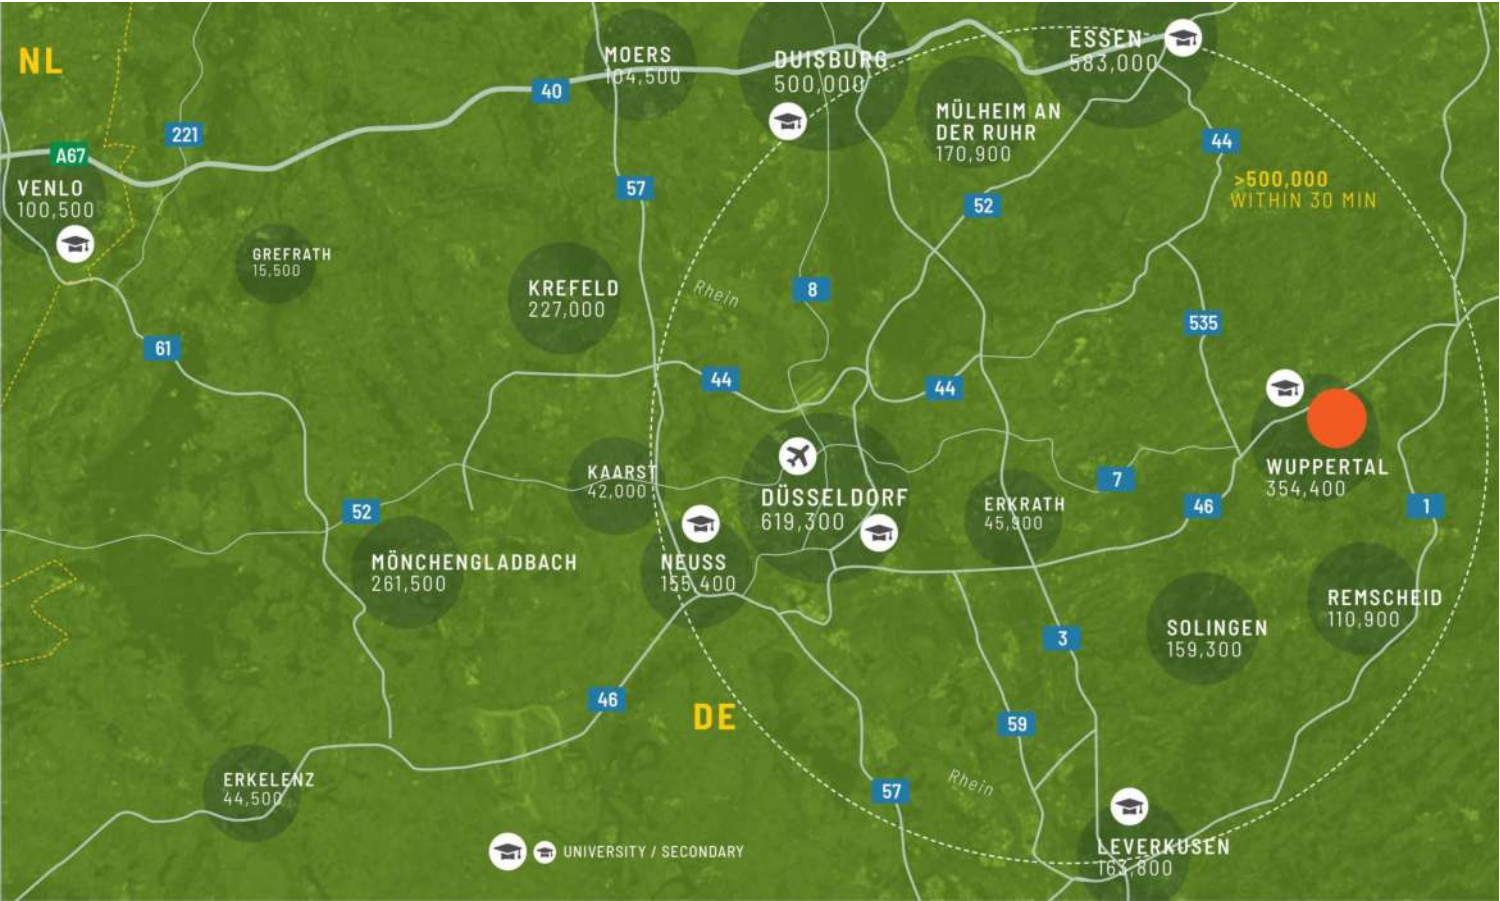 NL
MOERS
104,500
DUISBURG
500,000
ESSEN
583,000
40
MÜLHEIM AN
DER RUHR
170,900
221
44
A67
>500,000
WITHIN 30 MIN
VENLO
100,500
57
52
GREFRATH
15,500
KREFELD
227,000
Rhein
8
535
61
44
44
WUPPERTAL
354,400
KAARST
42,000
7
DÜSSELDORF
619,300
ERKRATH
45,900
46
1
52
MÖNCHENGLADBACH
261,500
NEUSS
155,400
REMSCHEID
110,900
SOLINGEN
159,300
3
46
DE
59
ERKELENZ
44,500
57
Rhein
UNIVERSITY / SECONDARY
LEVERKUSEN
163,800